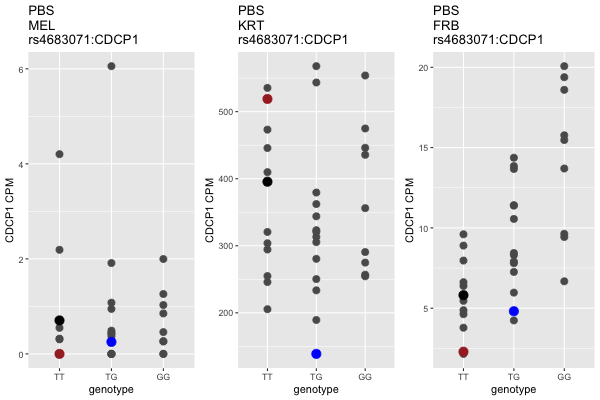 PBS
MEL
rs4683071:CDCP1
CDCP1 CPM
6
4
2
0
TT TG GG
genotype
PBS
KRT
rs4683071:CDCP1
CDCP1 CPM
500
400
300
200
TT TG GG
genotype
PBS
FRB
rs4683071:CDCP1
CDCP1 CPM
20
15
10
5
TT TG GG
genotype